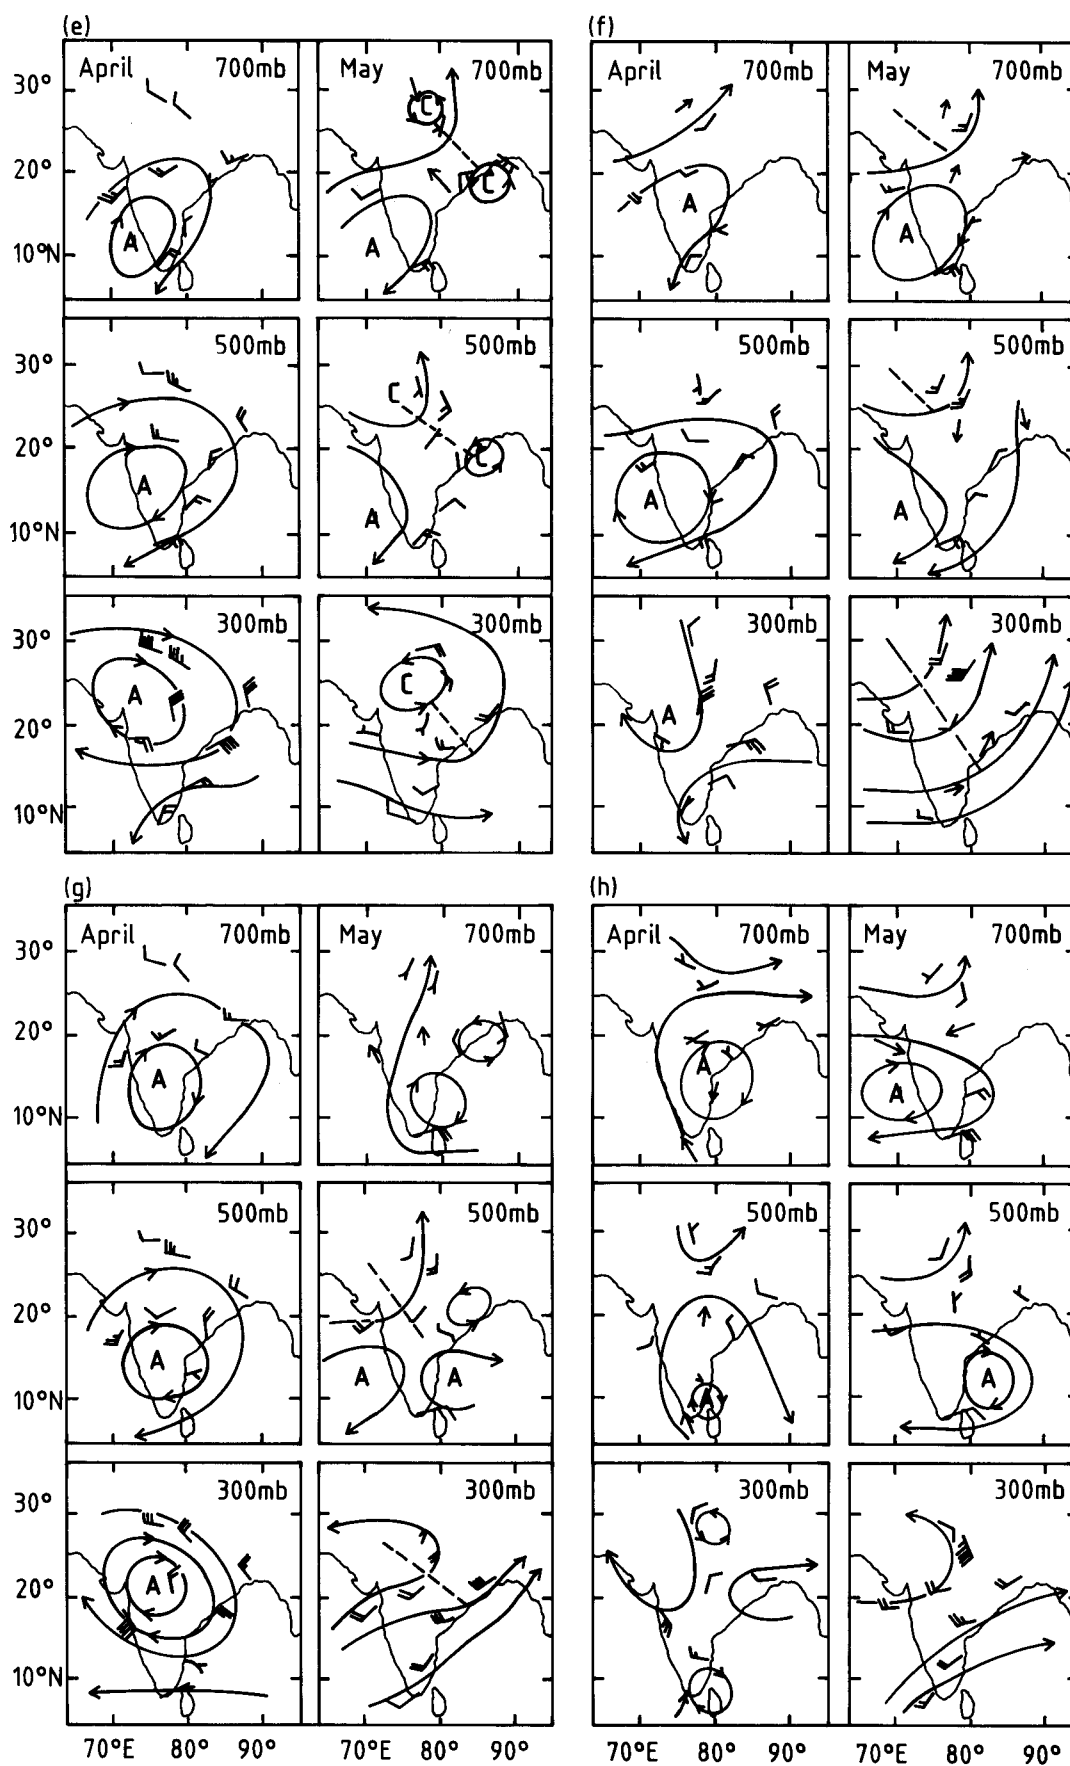 (e) (f)
April 700mb May 700mb April 700mb May 700mb
30°
C
20° C
A A A A
10°N
500mb 500mb 500mb 500mb
30°
C
20° C
A A A A
10°N
300mb 300mb 300mb 300mb
30°
A C A
20°
10°N
(g) (h)
April 700mb May 700mb April 700mb May 700mb
30°
20°
A A A
10°N
500mb 500mb 500mb 500mb
30°
20°
A A A A A
10°N
300mb 300mb 300mb 300mb
30°
20° A
10°N
70°E 80° 90° 70°E 80° 90° 70°E 80° 90° 70°E 80° 90°